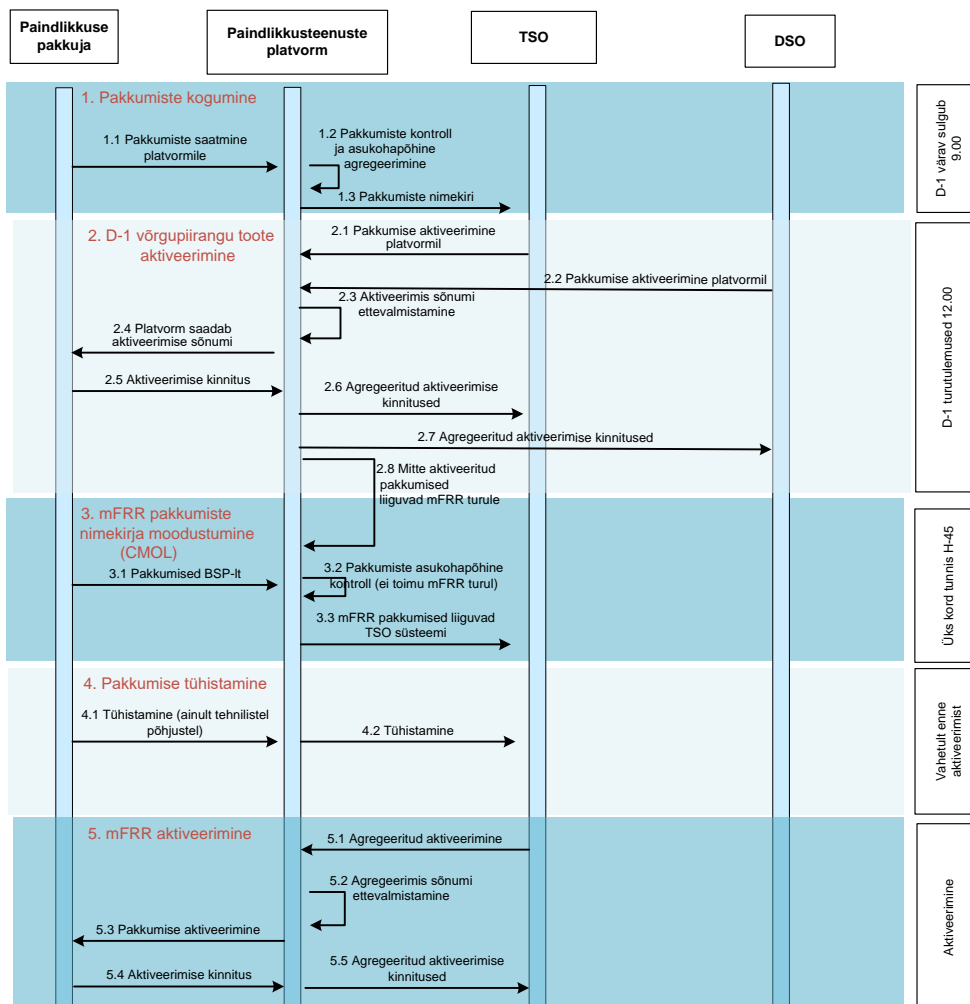 Paindlikkuse
pakkuja
Paindlikkusteenuste
platvorm
TSO
DSO
1. Pakkumiste kogumine
1.1 Pakkumiste saatmine
platvormile
1.2 Pakkumiste kontroll
ja asukohapõhine
agregeerimine
1.3 Pakkumiste nimekiri
D-1 värav sulgub
9.00
2. D-1 võrgupiirangu toote
aktiveerimine
2.1 Pakkumise aktiveerimine
platvormil
2.2 Pakkumise aktiveerimine platvormil
2.3 Aktiveerimis sõnumi
ettevalmistamine
2.4 Platvorm saadab
aktiveerimise sõnumi
2.5 Aktiveerimise kinnitus
2.6 Agregeeritud aktiveerimise
kinnitused
2.7 Agregeeritud aktiveerimise kinnitused
2.8 Mitte aktiveeritud
pakkumised
liiguvad mFRR turule
D-1 turutulemused 12.00
3. mFRR pakkumiste
nimekirja moodustumine
(CMOL)
3.1 Pakkumised BSP-lt
3.2 Pakkumiste asukohapõhine
kontroll (ei toimu mFRR turul)
3.3 mFRR pakkumised liiguvad
TSO süsteemi
Üks kord tunnis H-45
4. Pakkumise tühistamine
4.1 Tühistamine (ainult tehnilistel
põhjustel)
4.2 Tühistamine
Vahetult enne
aktiveerimist
5. mFRR aktiveerimine
5.1 Agregeeritud aktiveerimine
5.2 Agregeerimis sõnumi
ettevalmistamine
5.3 Pakkumise aktiveerimine
5.4 Aktiveerimise kinnitus
5.5 Agregeeritud aktiveerimise
kinnitused
Aktiveerimine